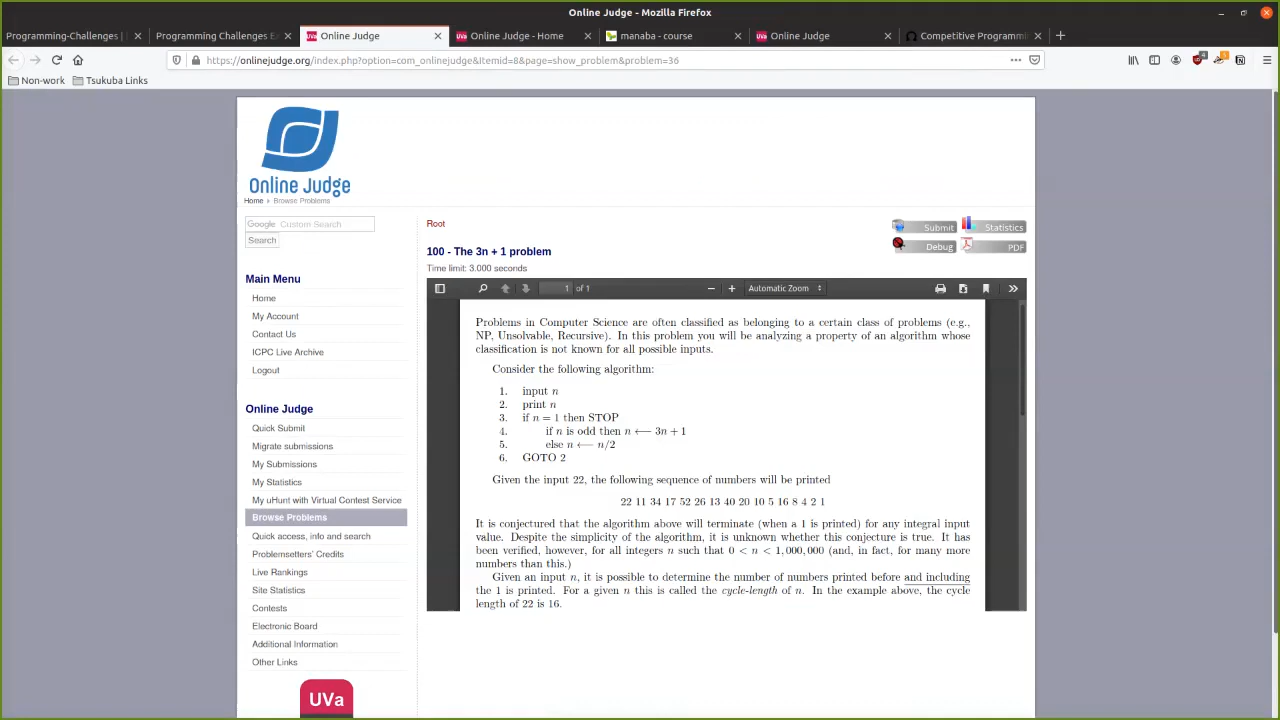 Online Judge - Mozilla Firefox
Programming-Challenges |
Programming Challenges Ex
UVa Online Judge
UVa Online Judge - Home
manaba - course
UVa Online Judge
Competitive Programmin
https://onlinejudge.org/index.php?option=com_onlinejudge&Itemid=8&page=show_problem&problem=36
Non-work
Tsukuba Links
Online Judge
Home
Browse Problems
Google Custom Search
Search
Main Menu
Home
My Account
Contact Us
ICPC Live Archive
Logout
Online Judge
Quick Submit
Migrate submissions
My Submissions
My Statistics
My uHunt with Virtual Contest Service
Browse Problems
Quick access, info and search
Problemsetters' Credits
Live Rankings
Site Statistics
Contests
Electronic Board
Additional Information
Other Links
UVa
Root
Submit
Statistics
Debug
PDF
100 - The 3n + 1 problem
Time limit: 3.000 seconds
1 of 1
Automatic Zoom
Problems in Computer Science are often classified as belonging to a certain class of problems (e.g.,
NP, Unsolvable, Recursive). In this problem you will be analyzing a property of an algorithm whose
classification is not known for all possible inputs.
Consider the following algorithm:
1. input n
2. print n
3. if n = 1 then STOP
4. if n is odd then n ⟵ 3n + 1
5. else n ⟵ n/2
6. GOTO 2
Given the input 22, the following sequence of numbers will be printed
22 11 34 17 52 26 13 40 20 10 5 16 8 4 2 1
It is conjectured that the algorithm above will terminate (when a 1 is printed) for any integral input
value. Despite the simplicity of the algorithm, it is unknown whether this conjecture is true. It has
been verified, however, for all integers n such that 0 < n < 1,000,000 (and, in fact, for many more
numbers than this.)
Given an input n, it is possible to determine the number of numbers printed before and including
the 1 is printed. For a given n this is called the cycle-length of n. In the example above, the cycle
length of 22 is 16.